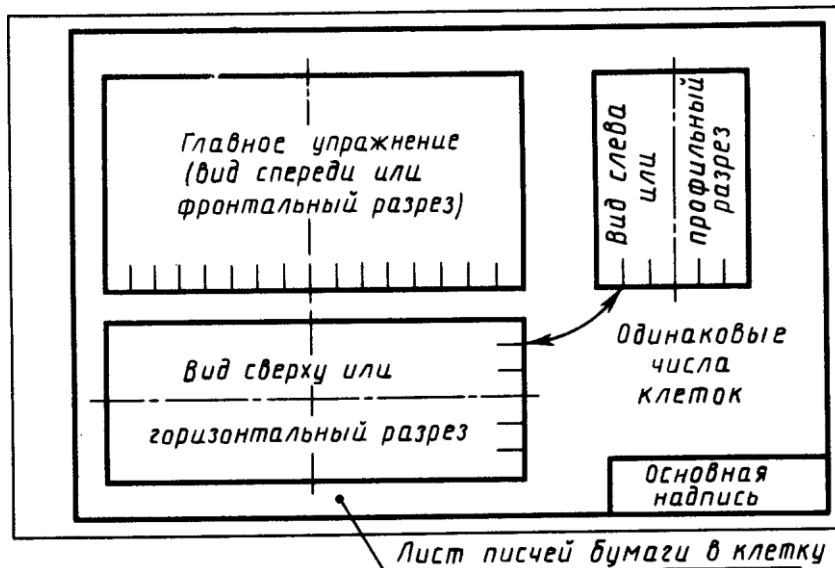 Главное упражнение
(вид спереди или
фронтальный разрез)
Вид слева
или
профильный
разрез
Вид сверху или
горизонтальный разрез
Одинаковые
числа
клеток
Основная
надпись
Лист писчей бумаги в клетку